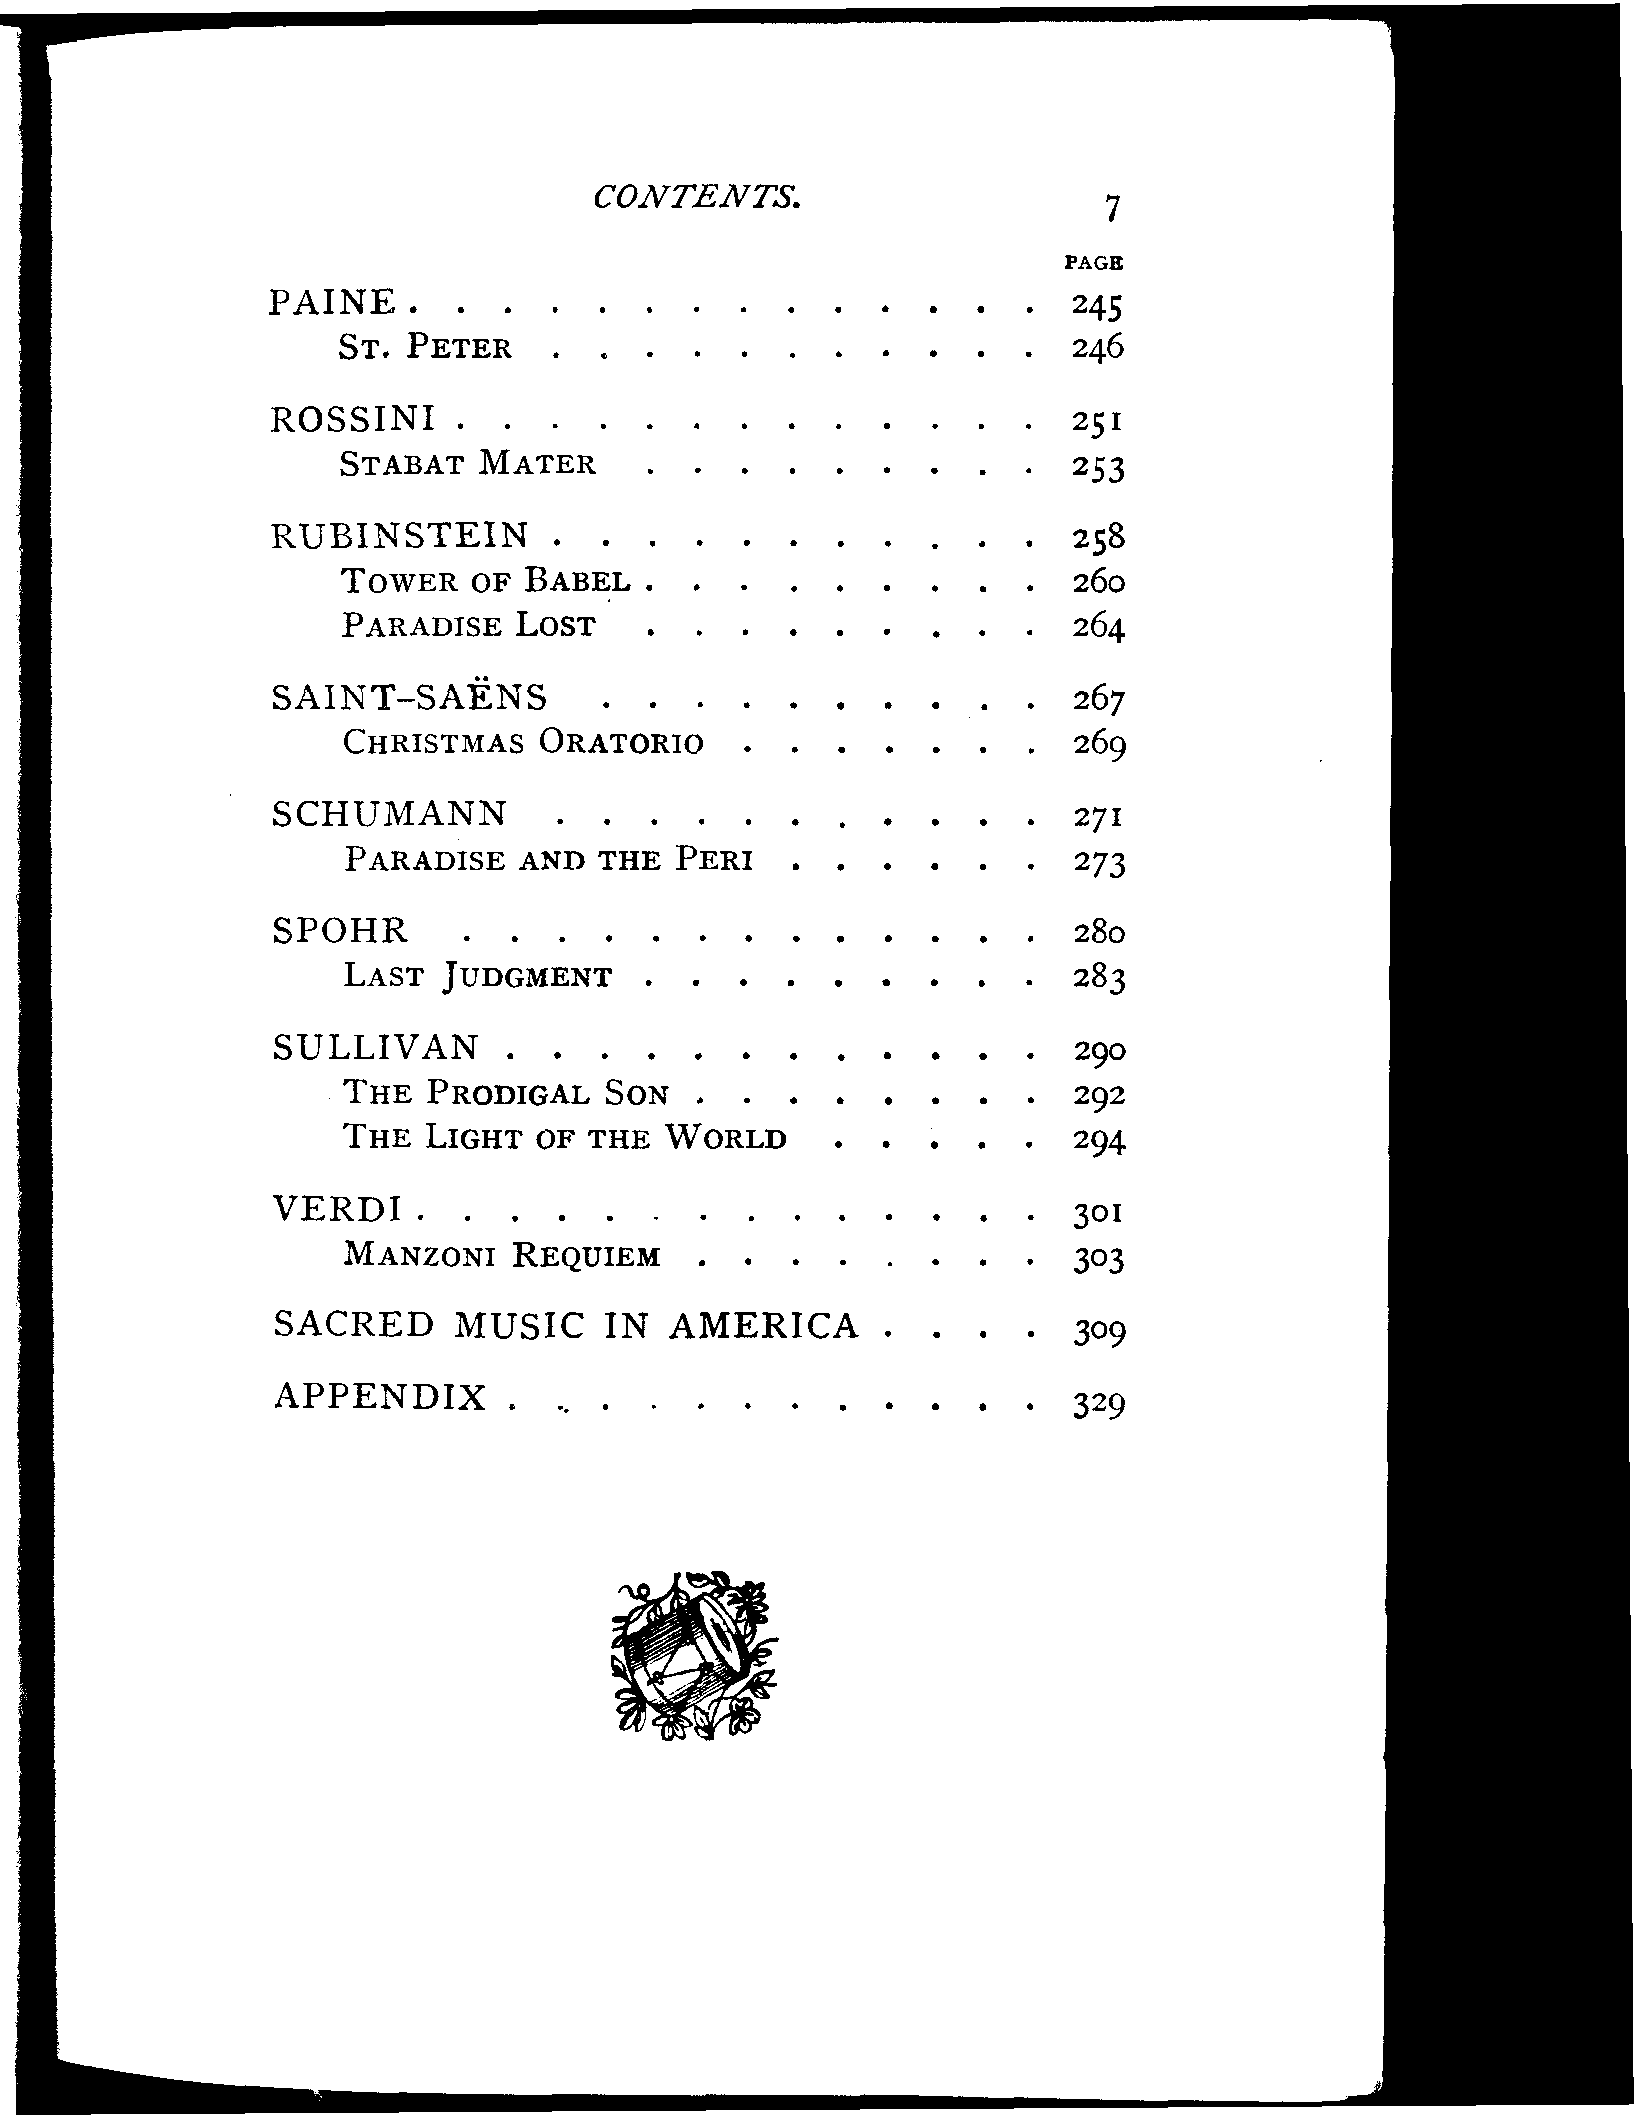 CONTENTS. 7
PAGE
PAINE . . . . . . . . . . . . . . 245
ST. PETER . . . . . . . . . . . 246
ROSSINI . . . . . . . . . . . . . 251
STABAT MATER . . . . . . . . . 253
RUBINSTEIN . . . . . . . . . . . 258
TOWER OF BABEL . . . . . . . . . 260
PARADISE LOST . . . . . . . . . 264
SAINT-SAËNS . . . . . . . . . . 267
CHRISTMAS ORATORIO . . . . . . . 269
SCHUMANN . . . . . . . . . . . 271
PARADISE AND THE PERI . . . . . . 273
SPOHR . . . . . . . . . . . . . 280
LAST JUDGMENT . . . . . . . . . 283
SULLIVAN . . . . . . . . . . . . 290
THE PRODIGAL SON . . . . . . . . 292
THE LIGHT OF THE WORLD . . . . . 294
VERDI . . . . . . . . . . . . . . 301
MANZONI REQUIEM . . . . . . . . 303
SACRED MUSIC IN AMERICA . . . . 309
APPENDIX . . . . . . . . . . . . 329